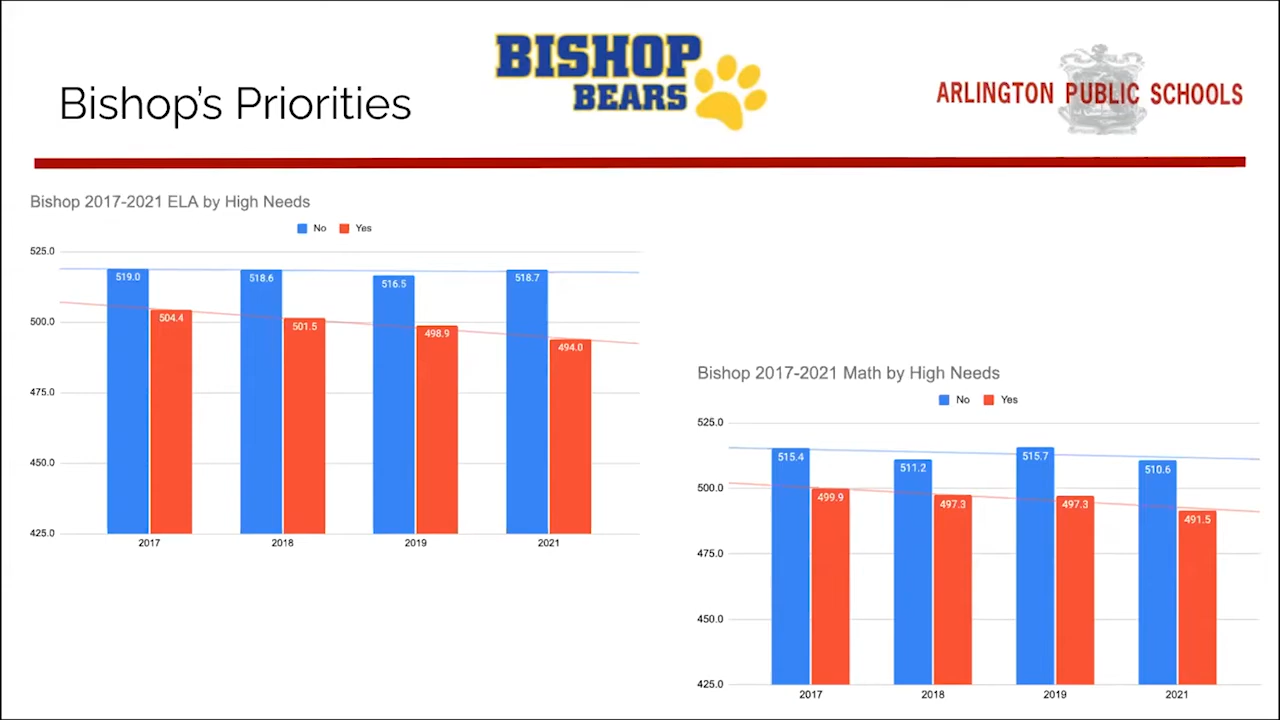 BISHOP
BEARS
Bishop's Priorities
ARLINGTON PUBLIC SCHOOLS
Bishop 2017-2021 ELA by High Needs
No Yes
525.0
500.0
475.0
450.0
425.0
519.0
504.4
518.6
501.5
516.5
498.9
518.7
494.0
2017 2018 2019 2021
Bishop 2017-2021 Math by High Needs
No Yes
525.0
500.0
475.0
450.0
425.0
515.4
499.9
511.2
497.3
515.7
497.3
510.6
491.5
2017 2018 2019 2021